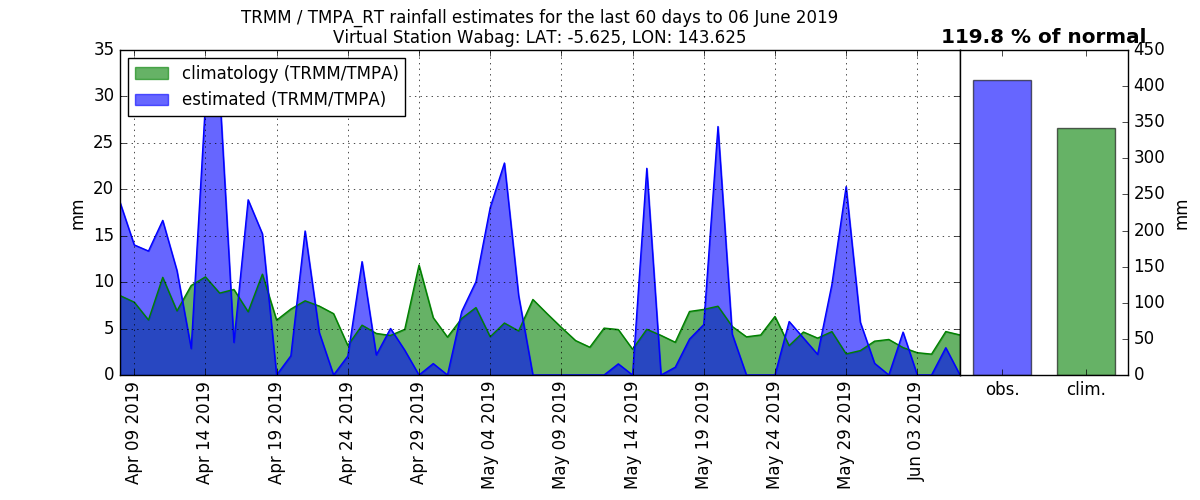 TRMM / TMPA_RT rainfall estimates for the last 60 days to 06 June 2019
Virtual Station Wabag: LAT: -5.625, LON: 143.625
119.8 % of normal
climatology (TRMM/TMPA)
estimated (TRMM/TMPA)
mm
35
30
25
20
15
10
5
0
Apr 09 2019
Apr 14 2019
Apr 19 2019
Apr 24 2019
Apr 29 2019
May 04 2019
May 09 2019
May 14 2019
May 19 2019
May 24 2019
May 29 2019
Jun 03 2019
450
400
350
300
250
200
150
100
50
0
mm
obs.
clim.